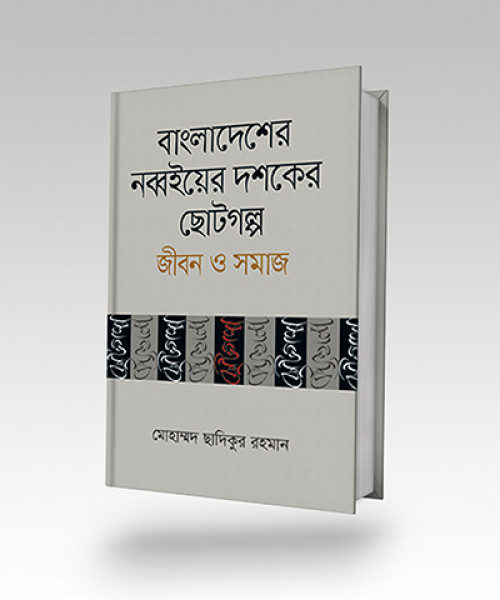 বাংলাদেশের
নব্বইয়ের দশকের
ছোটগল্প
জীবন ও সমাজ
মোহাম্মদ ছাদিকুর রহমান